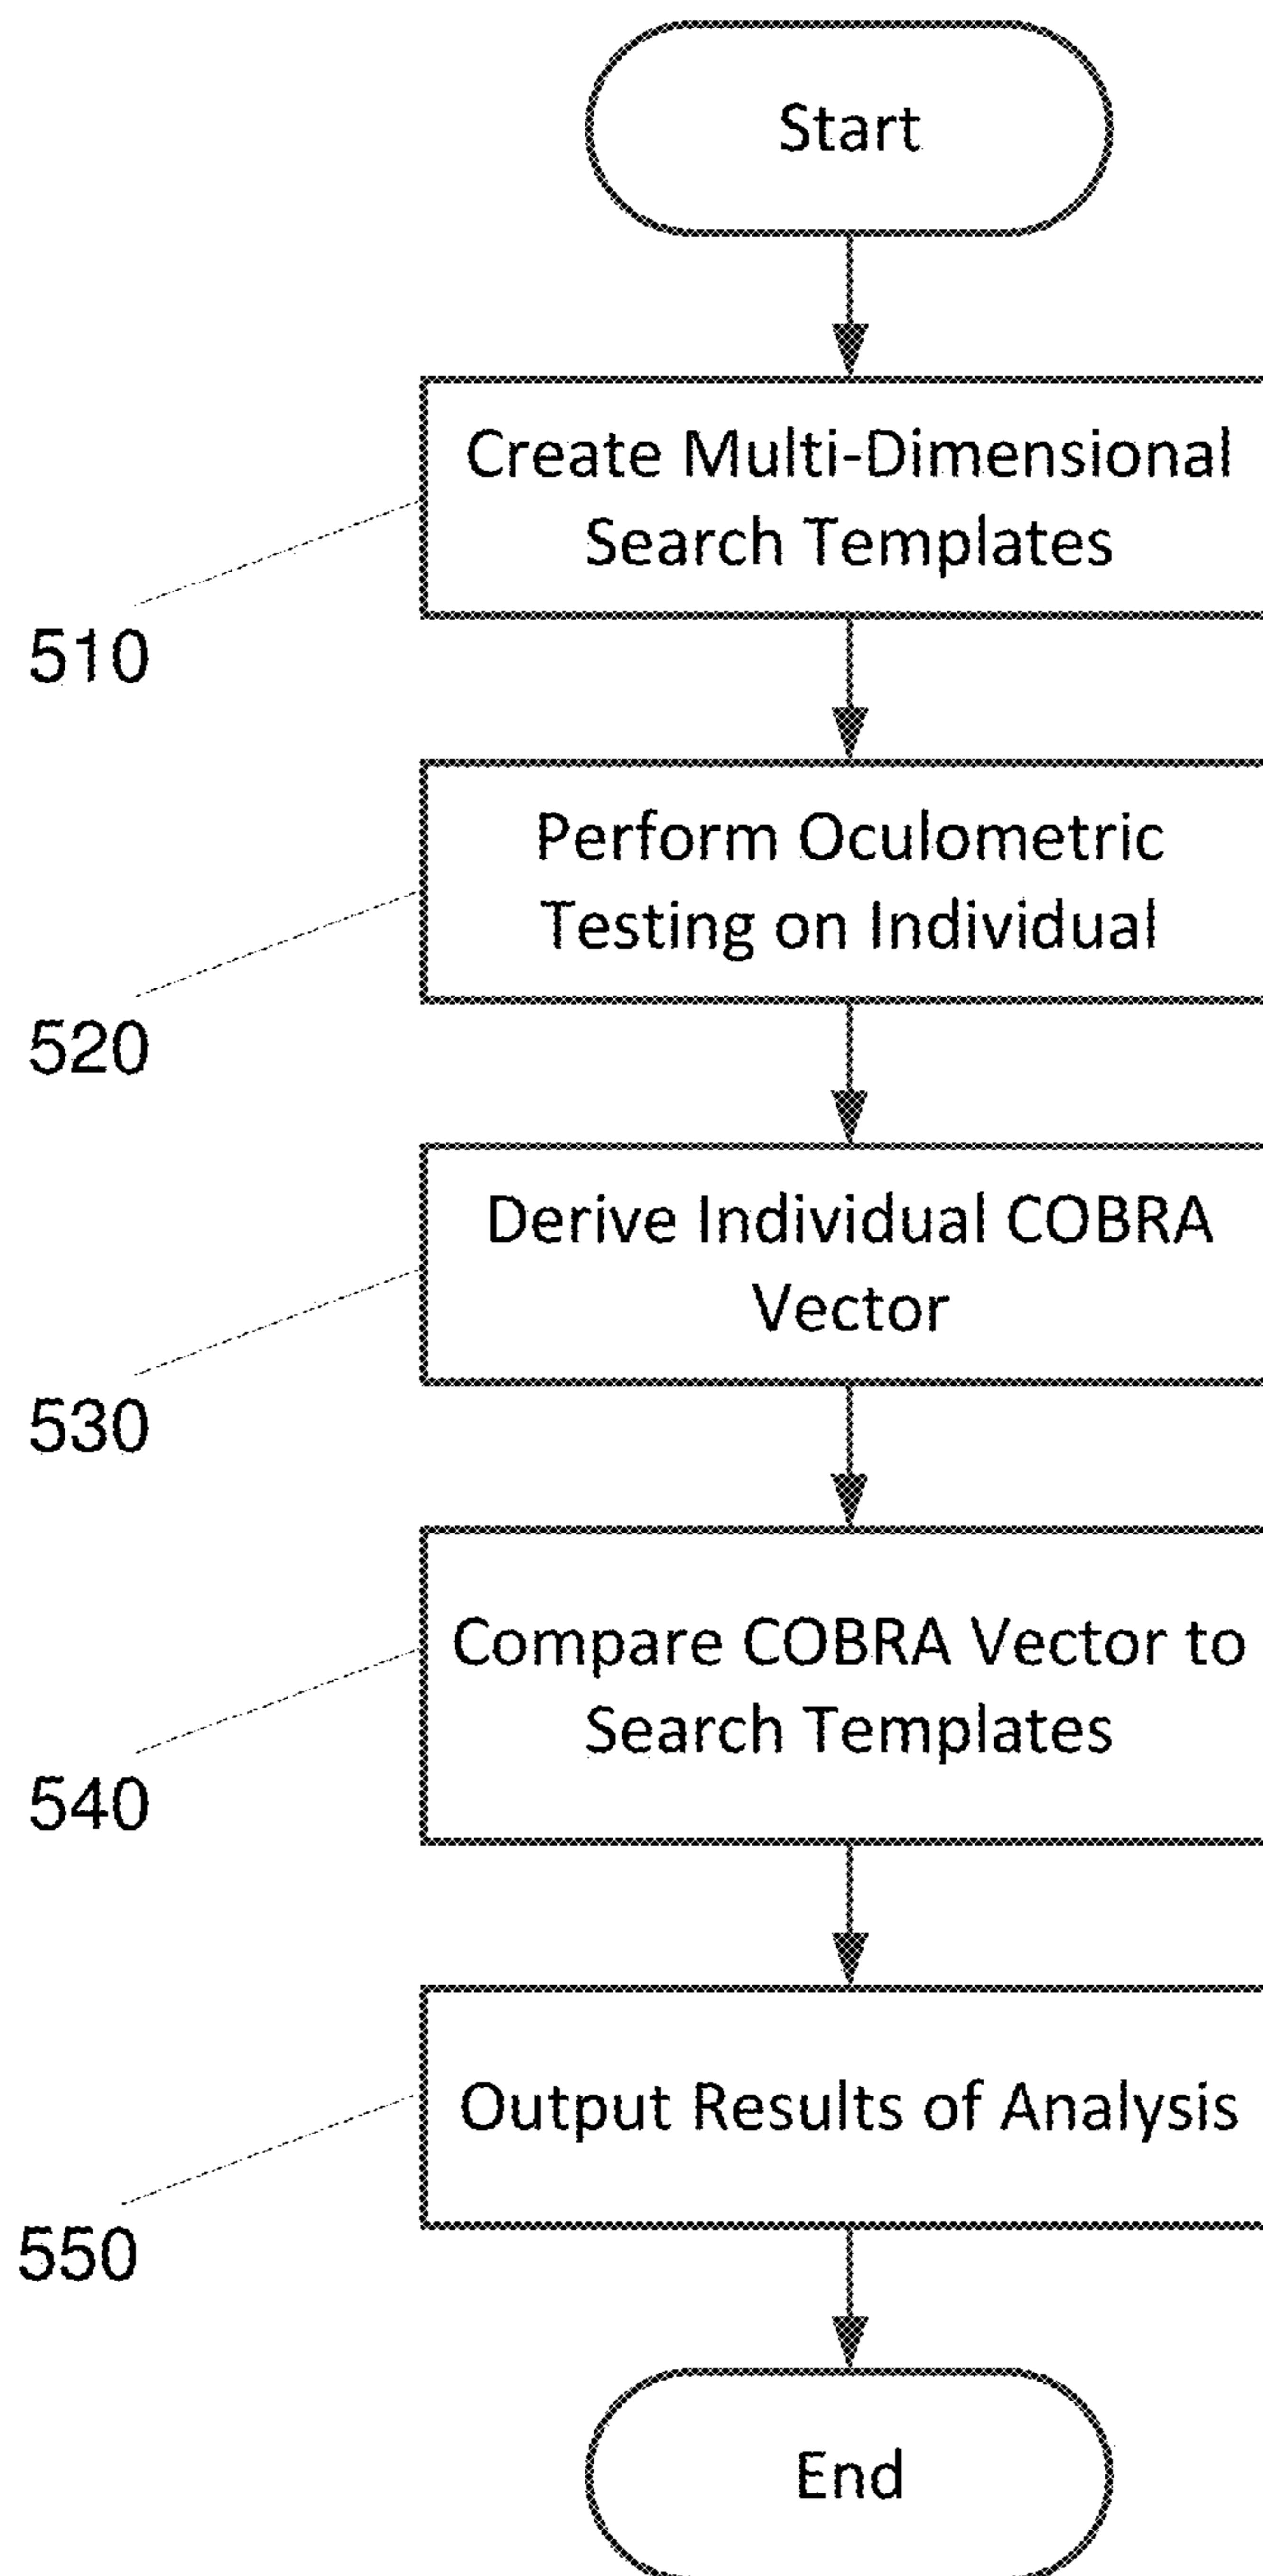 Start
Create Multi-Dimensional
Search Templates
510
Perform Oculometric
Testing on Individual
520
Derive Individual COBRA
Vector
530
Compare COBRA Vector to
Search Templates
540
Output Results of Analysis
550
End